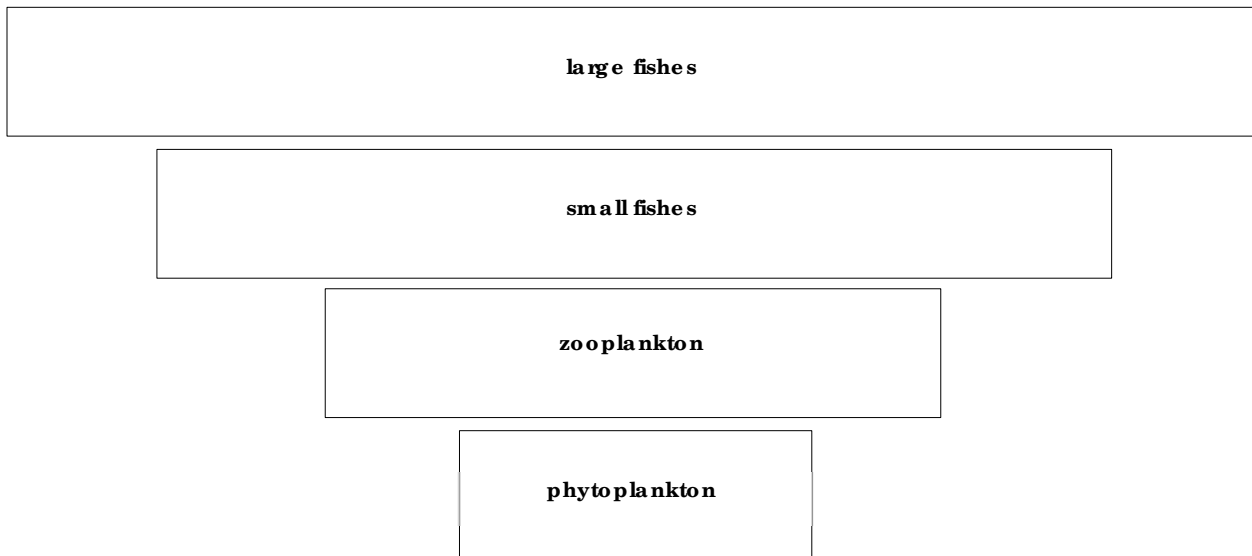 large fishes
small fishes
zooplankton
phytoplankton